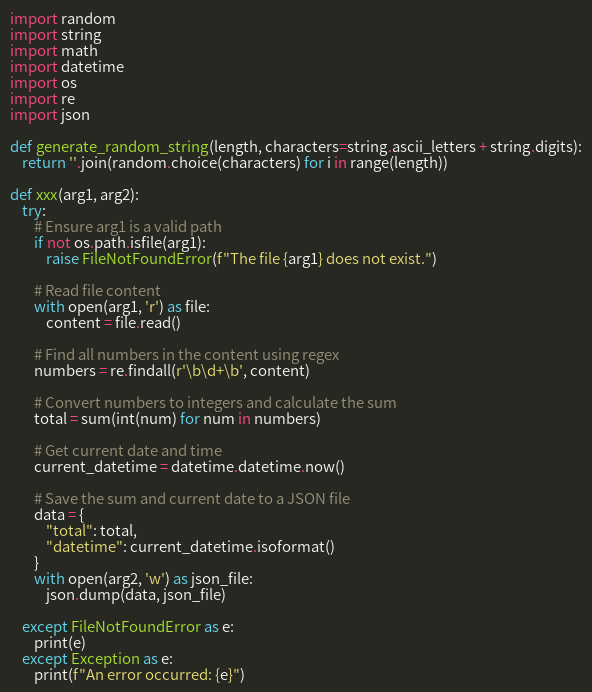 import random
import string
import math
import datetime
import os
import re
import json

def generate_random_string(length, characters=string.ascii_letters + string.digits):
    return ''.join(random.choice(characters) for i in range(length))

def xxx(arg1, arg2):
    try:
        # Ensure arg1 is a valid path
        if not os.path.isfile(arg1):
            raise FileNotFoundError(f"The file {arg1} does not exist.")

        # Read file content
        with open(arg1, 'r') as file:
            content = file.read()

        # Find all numbers in the content using regex
        numbers = re.findall(r'\b\d+\b', content)

        # Convert numbers to integers and calculate the sum
        total = sum(int(num) for num in numbers)

        # Get current date and time
        current_datetime = datetime.datetime.now()

        # Save the sum and current date to a JSON file
        data = {
            "total": total,
            "datetime": current_datetime.isoformat()
        }
        with open(arg2, 'w') as json_file:
            json.dump(data, json_file)

    except FileNotFoundError as e:
        print(e)
    except Exception as e:
        print(f"An error occurred: {e}")